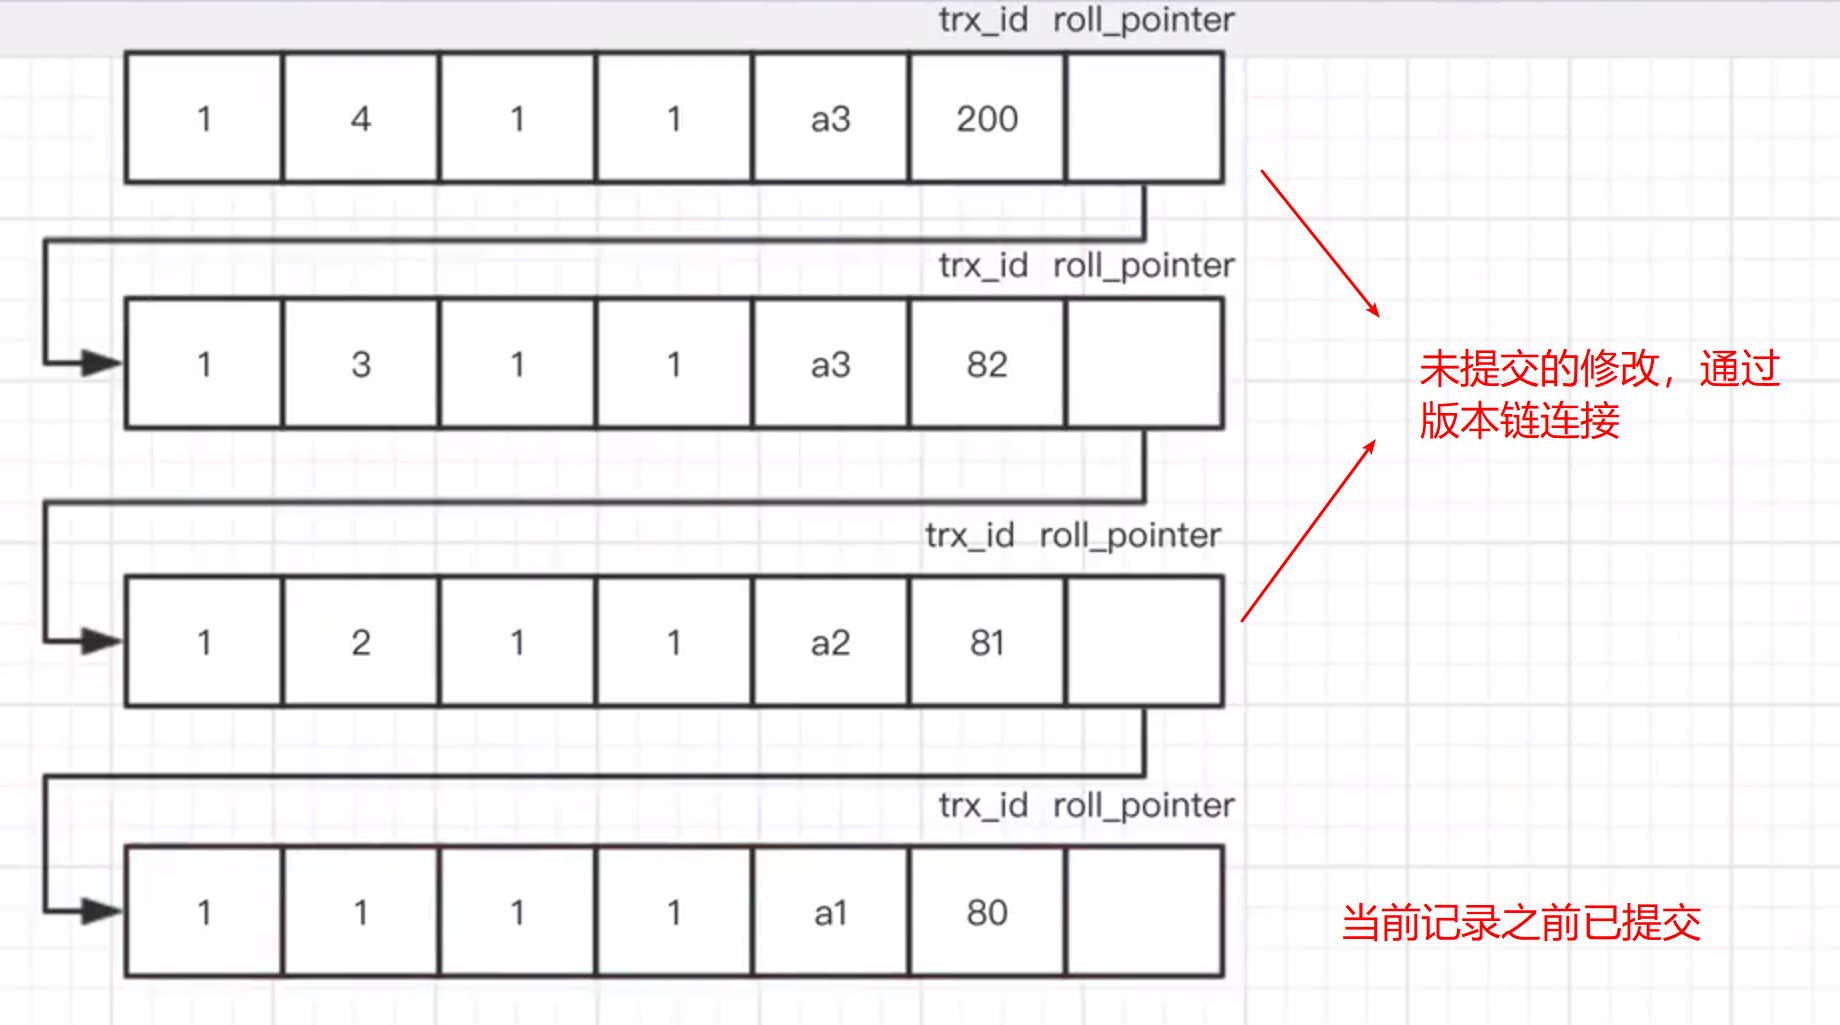 trx_id roll_pointer
1 4 1 1 a3 200
trx_id roll_pointer
1 3 1 1 a3 82
未提交的修改，通过
版本链连接
trx_id roll_pointer
1 2 1 1 a2 81
trx_id roll_pointer
1 1 1 1 a1 80
当前记录之前已提交